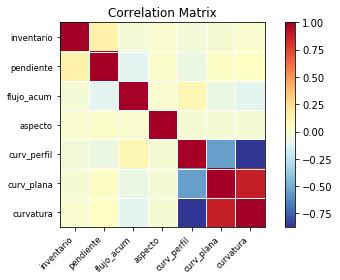 Correlation Matrix
inventario
pendiente
flujo_acum
aspecto
curv_perfil
curv_plana
curvatura
inventario
pendiente
flujo_acum
aspecto
curv_perfil
curv_plana
curvatura
1.00
0.75
0.50
0.25
0.00
−0.25
−0.50
−0.75